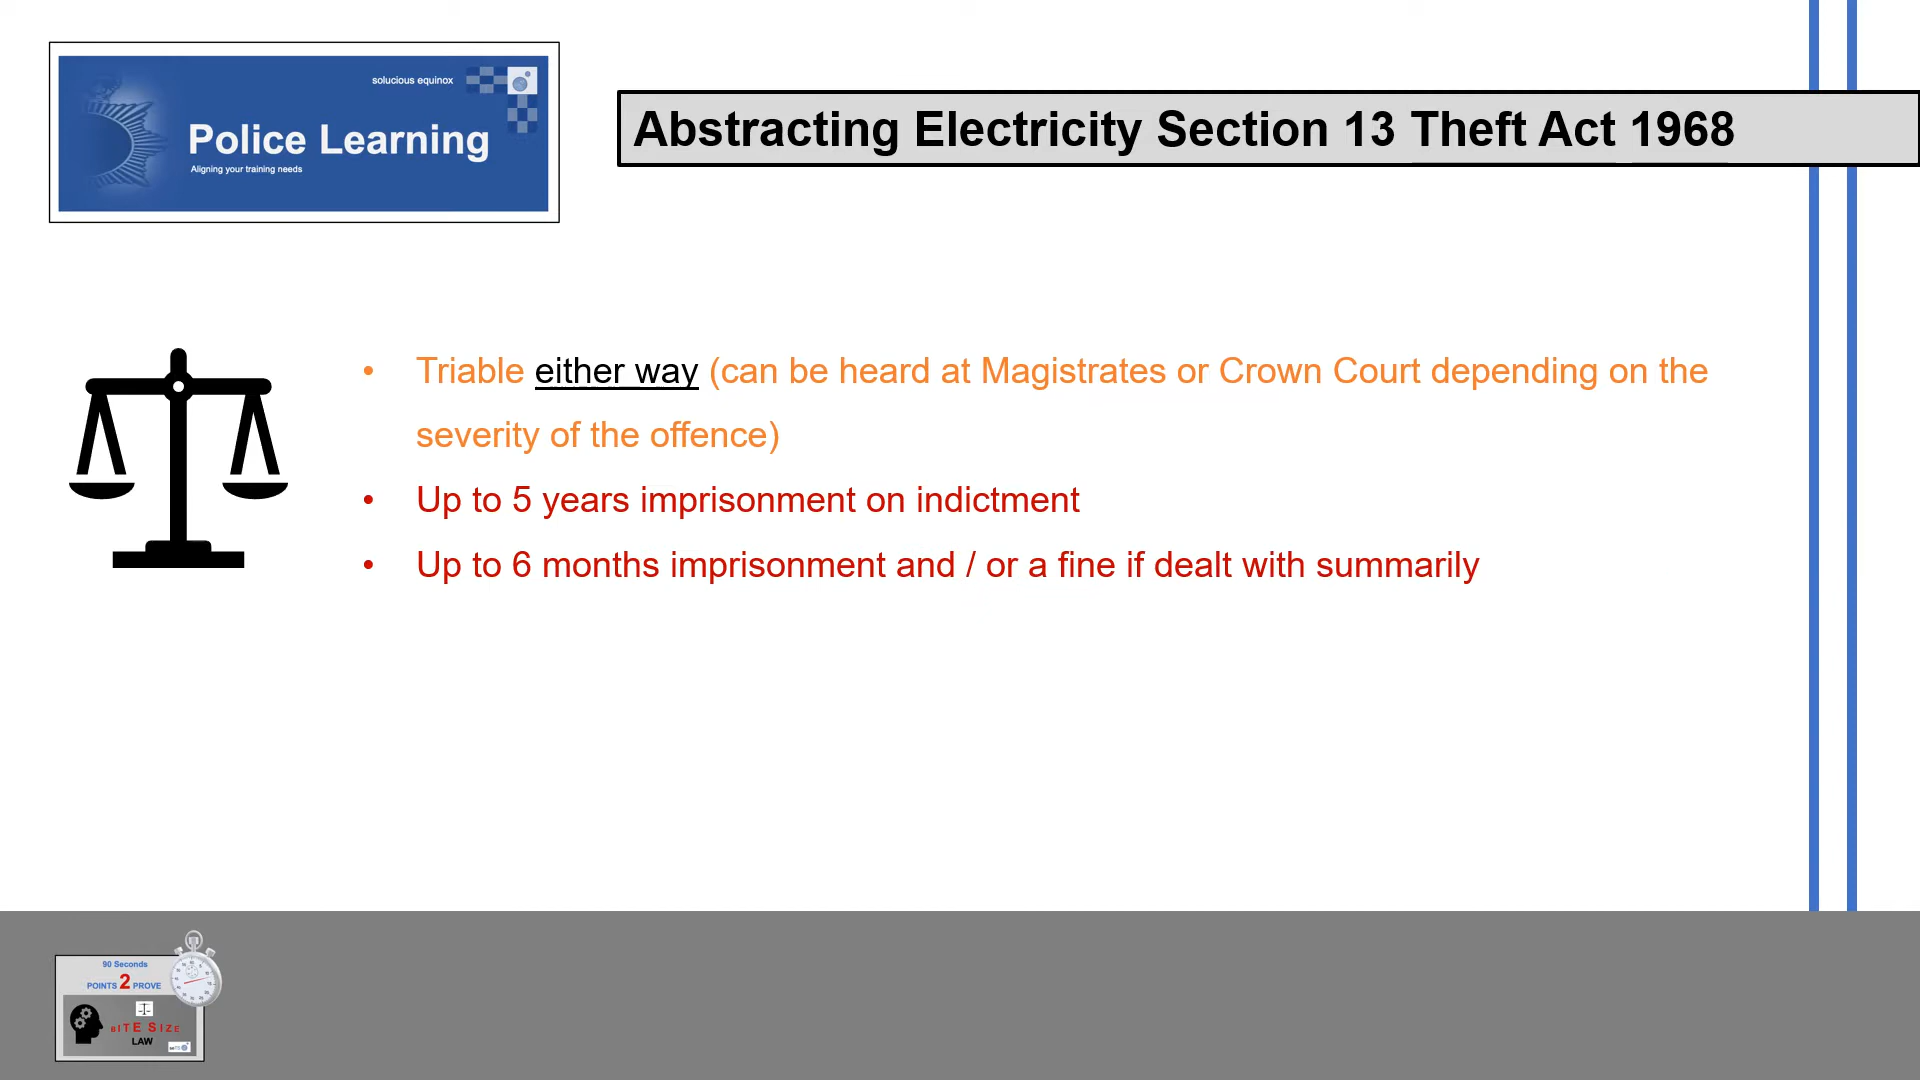 solucious equinox
Police Learning
Aligning your training needs
Abstracting Electricity Section 13 Theft Act 1968
• Triable either way (can be heard at Magistrates or Crown Court depending on the
severity of the offence)
• Up to 5 years imprisonment on indictment
• Up to 6 months imprisonment and / or a fine if dealt with summarily
90 Seconds
POINTS 2 PROVE
BITE SIZE
LAW